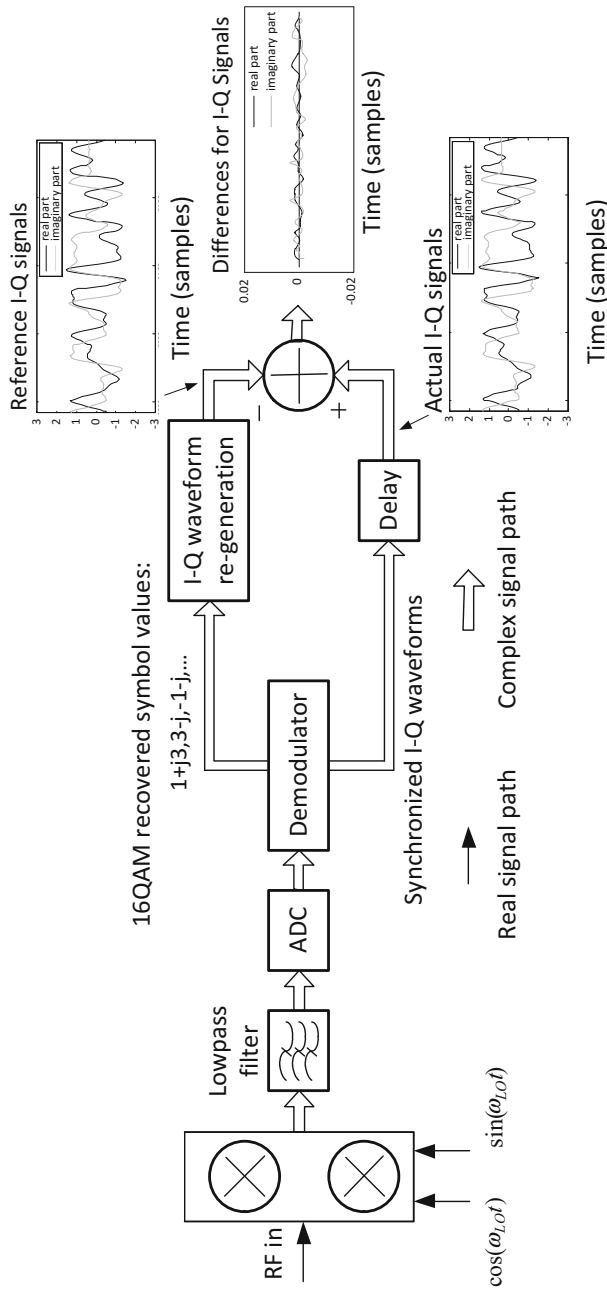 RF in
cos(ω_LO t)
sin(ω_LO t)
Lowpass
filter
ADC
Demodulator
16QAM recovered symbol values:
1+j3,3-j,-1-j,...
I-Q waveform
re-generation
Synchronized I-Q waveforms
Delay
−
+
Reference I-Q signals
3
2
1
0
-1
-2
-3
real part
imaginary part
Time (samples)
Differences for I-Q Signals
0.02
0
-0.02
real part
imaginary part
Time (samples)
Actual I-Q signals
3
2
1
0
-1
-2
-3
real part
imaginary part
Time (samples)
Real signal path
Complex signal path